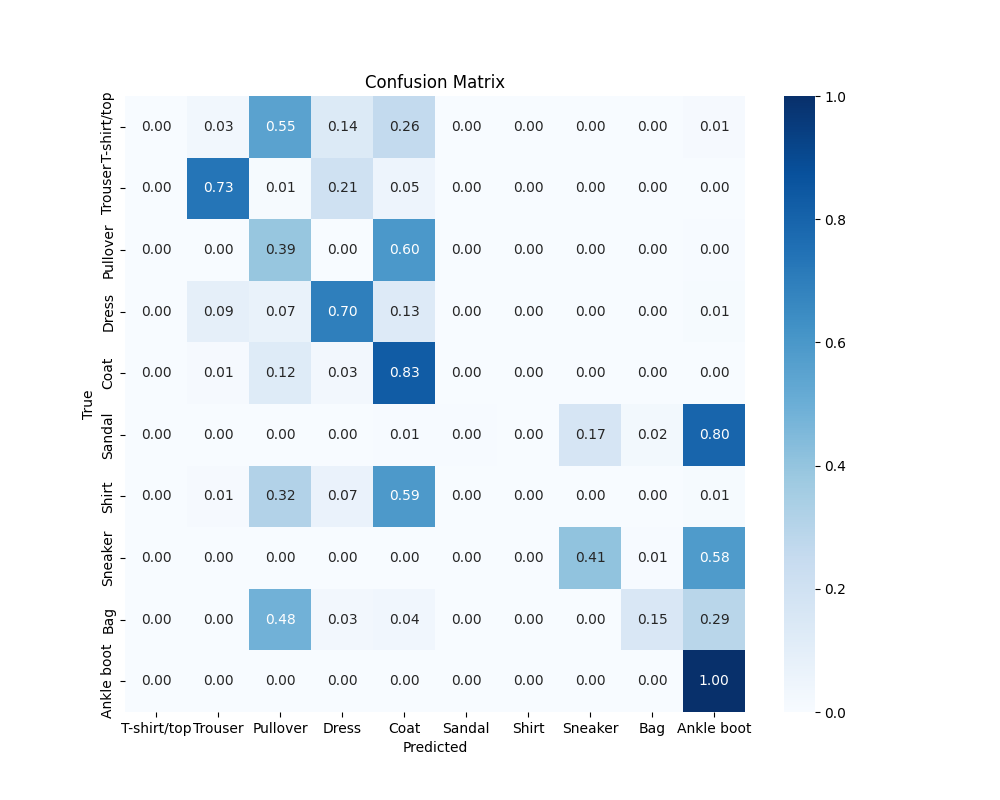 Confusion Matrix
T-shirt/top 0.00 0.03 0.55 0.14 0.26 0.00 0.00 0.00 0.00 0.01
Trouser 0.00 0.73 0.01 0.21 0.05 0.00 0.00 0.00 0.00 0.00
Pullover 0.00 0.00 0.39 0.00 0.60 0.00 0.00 0.00 0.00 0.00
Dress 0.00 0.09 0.07 0.70 0.13 0.00 0.00 0.00 0.00 0.01
Coat 0.00 0.01 0.12 0.03 0.83 0.00 0.00 0.00 0.00 0.00
True
Sandal 0.00 0.00 0.00 0.00 0.01 0.00 0.00 0.17 0.02 0.80
Shirt 0.00 0.01 0.32 0.07 0.59 0.00 0.00 0.00 0.00 0.01
Sneaker 0.00 0.00 0.00 0.00 0.00 0.00 0.00 0.41 0.01 0.58
Bag 0.00 0.00 0.48 0.03 0.04 0.00 0.00 0.00 0.15 0.29
Ankle boot 0.00 0.00 0.00 0.00 0.00 0.00 0.00 0.00 0.00 1.00
T-shirt/top Trouser Pullover Dress Coat Sandal Shirt Sneaker Bag Ankle boot
Predicted
1.0
0.8
0.6
0.4
0.2
0.0